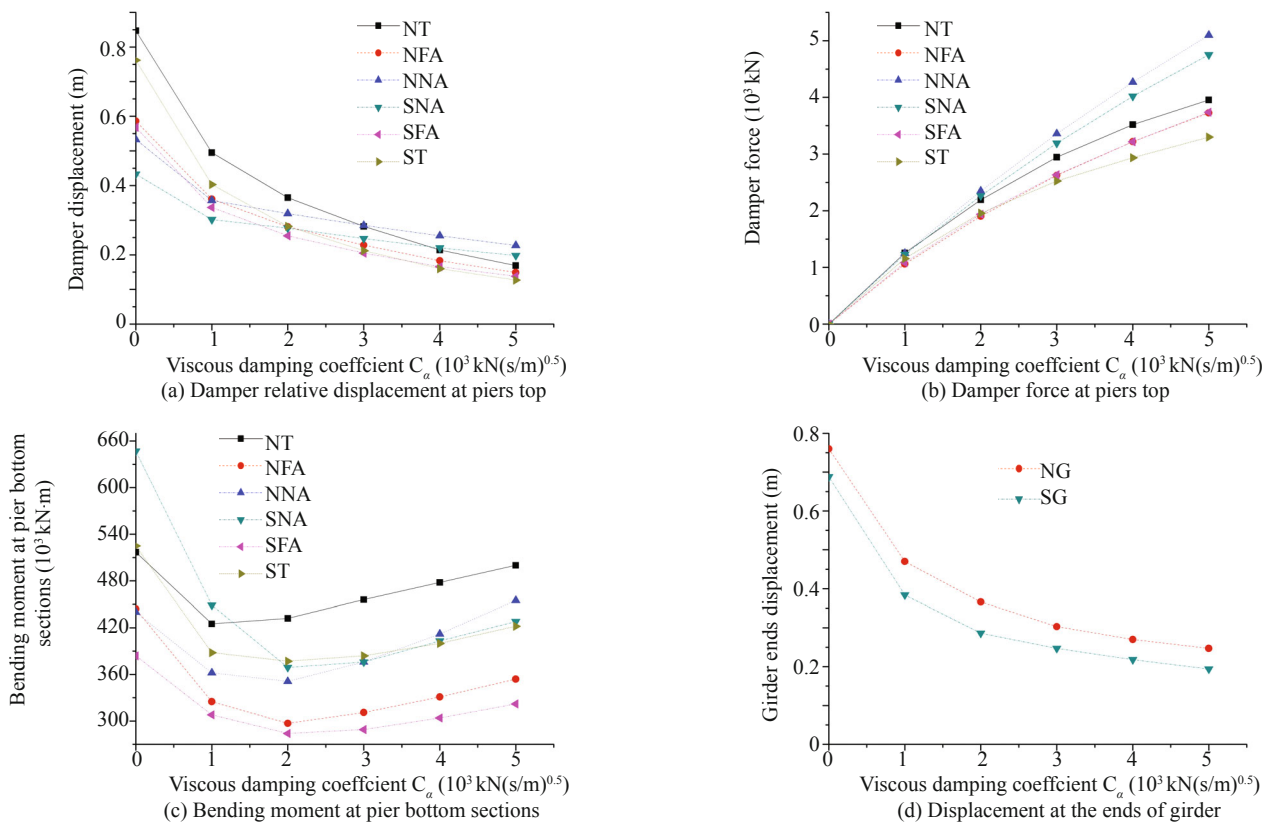 Damper displacement (m)
0.8
0.6
0.4
0.2
0
0 1 2 3 4 5
NT
NFA
NNA
SNA
SFA
ST
Viscous damping coeffcient Cα (10³ kN(s/m)⁰·⁵)
(a) Damper relative displacement at piers top
Damper force (10³ kN)
5
4
3
2
1
0
0 1 2 3 4 5
NT
NFA
NNA
SNA
SFA
ST
Viscous damping coeffcient Cα (10³ kN(s/m)⁰·⁵)
(b) Damper force at piers top
Bending moment at pier bottom
sections (10³ kN·m)
660
540
480
420
360
300
0 1 2 3 4 5
NT
NFA
NNA
SNA
SFA
ST
Viscous damping coeffcient Cα (10³ kN(s/m)⁰·⁵)
(c) Bending moment at pier bottom sections
Girder ends displacement (m)
0.8
0.6
0.4
0.2
0
0 1 2 3 4 5
NG
SG
Viscous damping coeffcient Cα (10³ kN(s/m)⁰·⁵)
(d) Displacement at the ends of girder